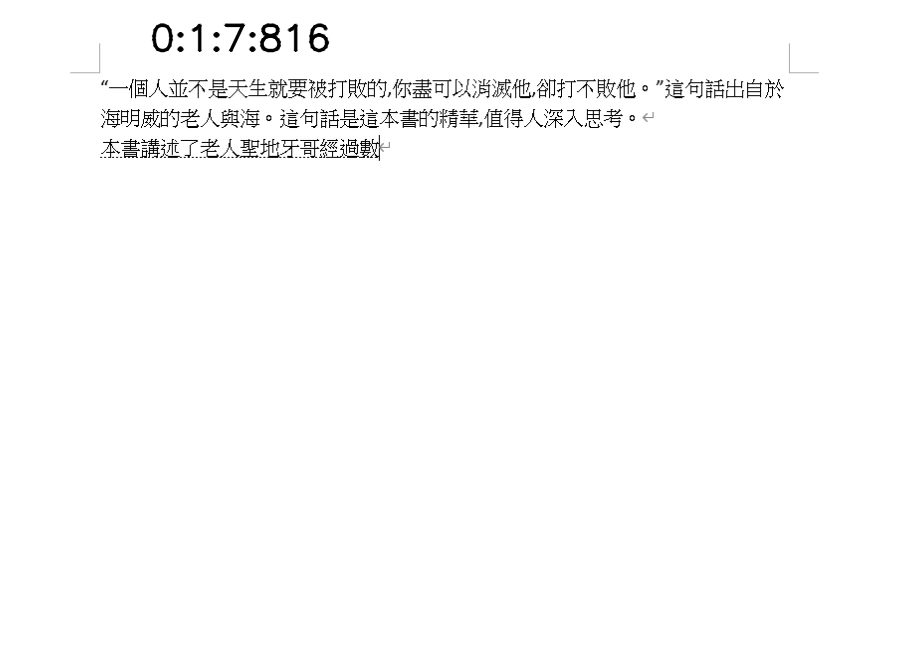 0:1:7:816
“一個人並不是天生就要被打敗的,你盡可以消滅他,卻打不敗他。”這句話出自於
海明威的老人與海。這句話是這本書的精華,值得人深入思考。
本書講述了老人聖地牙哥經過數